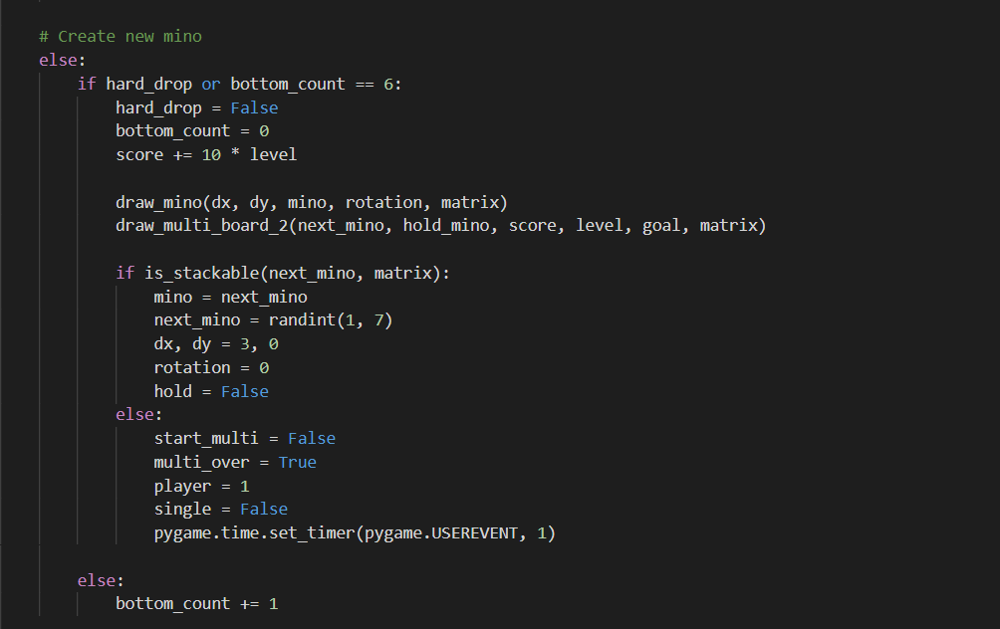 # Create new mino
else:
    if hard_drop or bottom_count == 6:
        hard_drop = False
        bottom_count = 0
        score += 10 * level

        draw_mino(dx, dy, mino, rotation, matrix)
        draw_multi_board_2(next_mino, hold_mino, score, level, goal, matrix)

        if is_stackable(next_mino, matrix):
            mino = next_mino
            next_mino = randint(1, 7)
            dx, dy = 3, 0
            rotation = 0
            hold = False
        else:
            start_multi = False
            multi_over = True
            player = 1
            single = False
            pygame.time.set_timer(pygame.USEREVENT, 1)

    else:
        bottom_count += 1